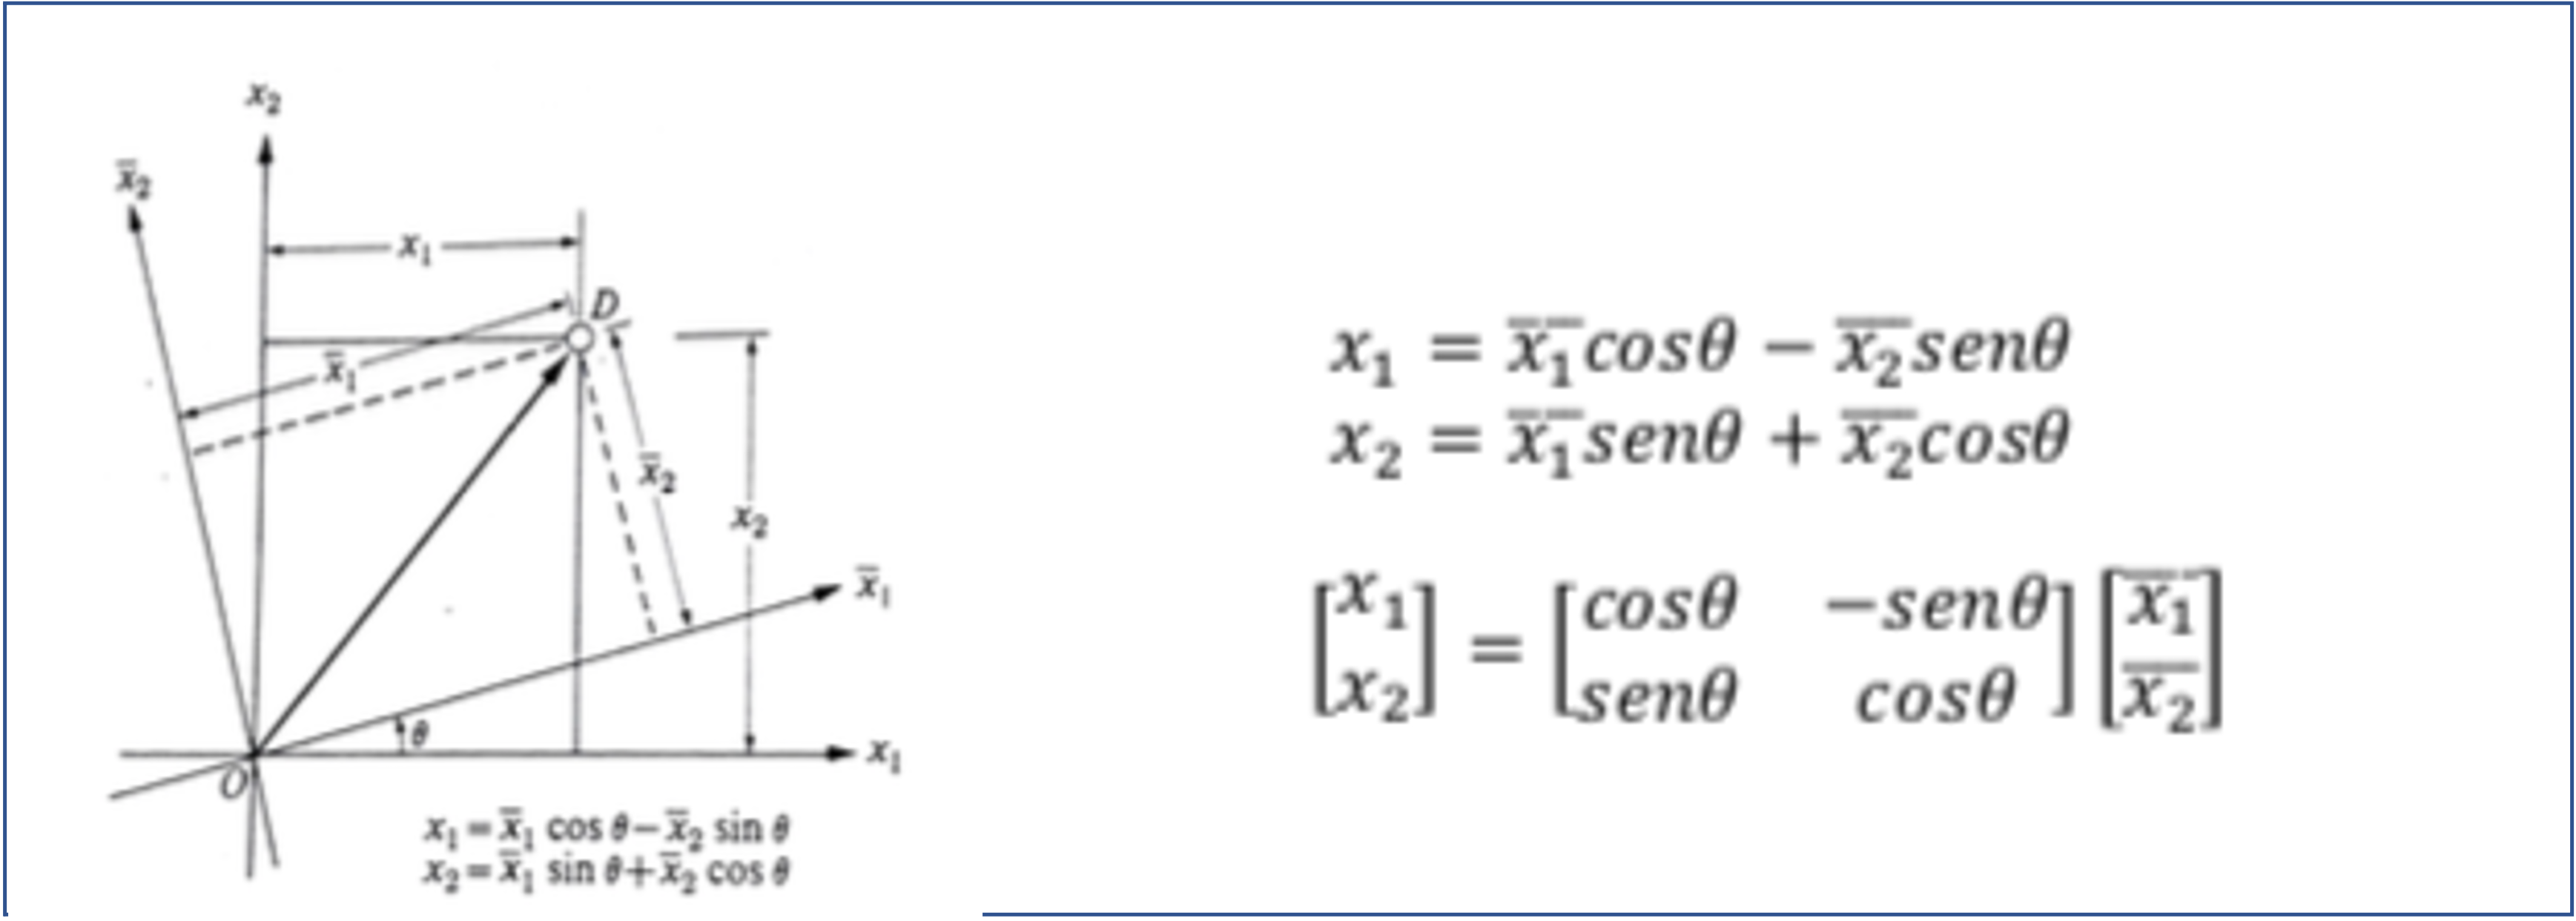 x₂
x̄₂
x₁
D
x̄₁
x̄₂
x₂
x̄₁
θ
x₁
O
x₁ = x̄₁ cos θ − x̄₂ sin θ
x₂ = x̄₁ sin θ + x̄₂ cos θ
x₁ = x̄₁cosθ − x̄₂senθ
x₂ = x̄₁senθ + x̄₂cosθ
[x₁] = [cosθ −senθ] [x̄₁]
[x₂] [senθ cosθ] [x̄₂]